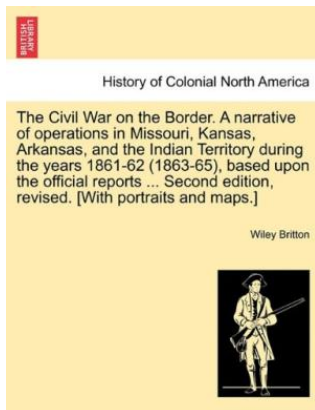 BRITISH
LIBRARY
History of Colonial North America
The Civil War on the Border. A narrative
of operations in Missouri, Kansas,
Arkansas, and the Indian Territory during
the years 1861-62 (1863-65), based upon
the official reports ... Second edition,
revised. [With portraits and maps.]
Wiley Britton